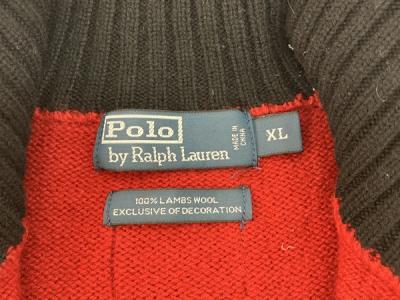 Polo
by Ralph Lauren
MADE IN
CHINA
XL
100% LAMBS WOOL
EXCLUSIVE OF DECORATION